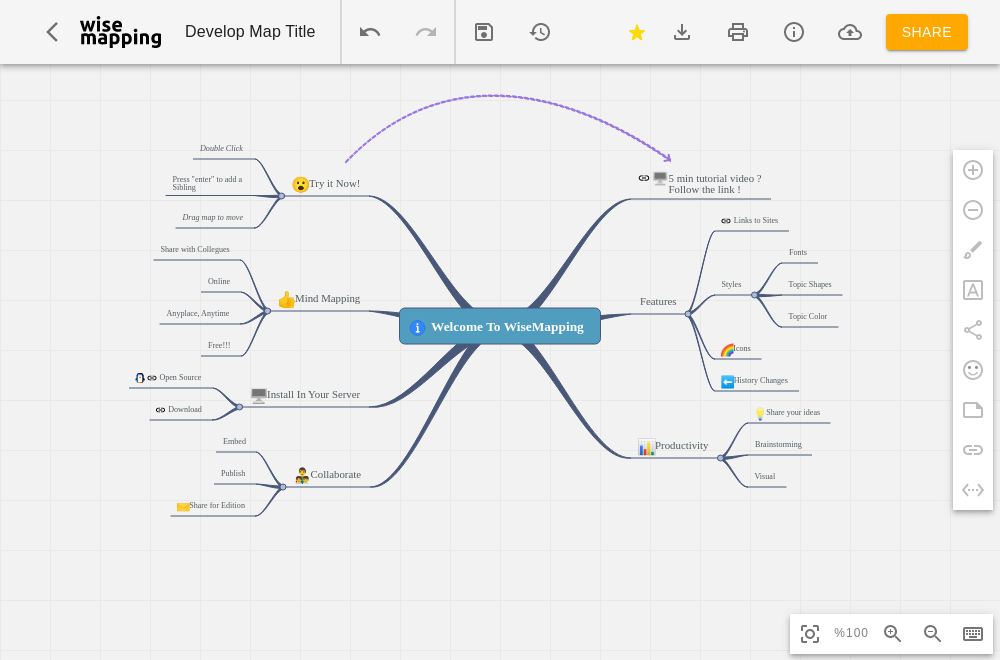 wise
mapping
Develop Map Title
SHARE
Double Click
Press "enter" to add a
Sibling
Drag map to move
Try it Now!
Share with Collegues
Online
Anyplace, Anytime
Free!!!
Mind Mapping
Open Source
Download
Install In Your Server
Embed
Publish
Share for Edition
Collaborate
Welcome To WiseMapping
5 min tutorial video ?
Follow the link !
Features
Links to Sites
Styles
Fonts
Topic Shapes
Topic Color
Icons
History Changes
Productivity
Share your ideas
Brainstorming
Visual
%100